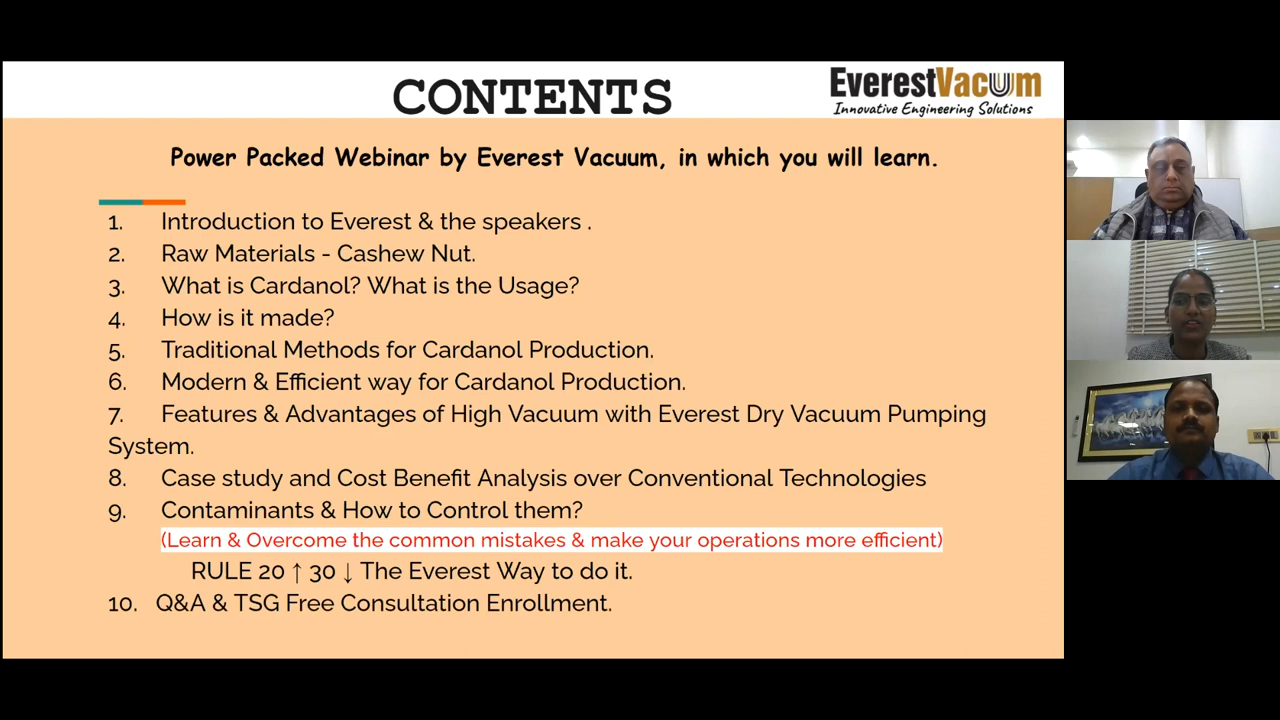 CONTENTS
EverestVacuum
Innovative Engineering Solutions
Power Packed Webinar by Everest Vacuum, in which you will learn.
1. Introduction to Everest & the speakers .
2. Raw Materials - Cashew Nut.
3. What is Cardanol? What is the Usage?
4. How is it made?
5. Traditional Methods for Cardanol Production.
6. Modern & Efficient way for Cardanol Production.
7. Features & Advantages of High Vacuum with Everest Dry Vacuum Pumping
System.
8. Case study and Cost Benefit Analysis over Conventional Technologies
9. Contaminants & How to Control them?
(Learn & Overcome the common mistakes & make your operations more efficient)
RULE 20 ↑ 30 ↓ The Everest Way to do it.
10. Q&A & TSG Free Consultation Enrollment.